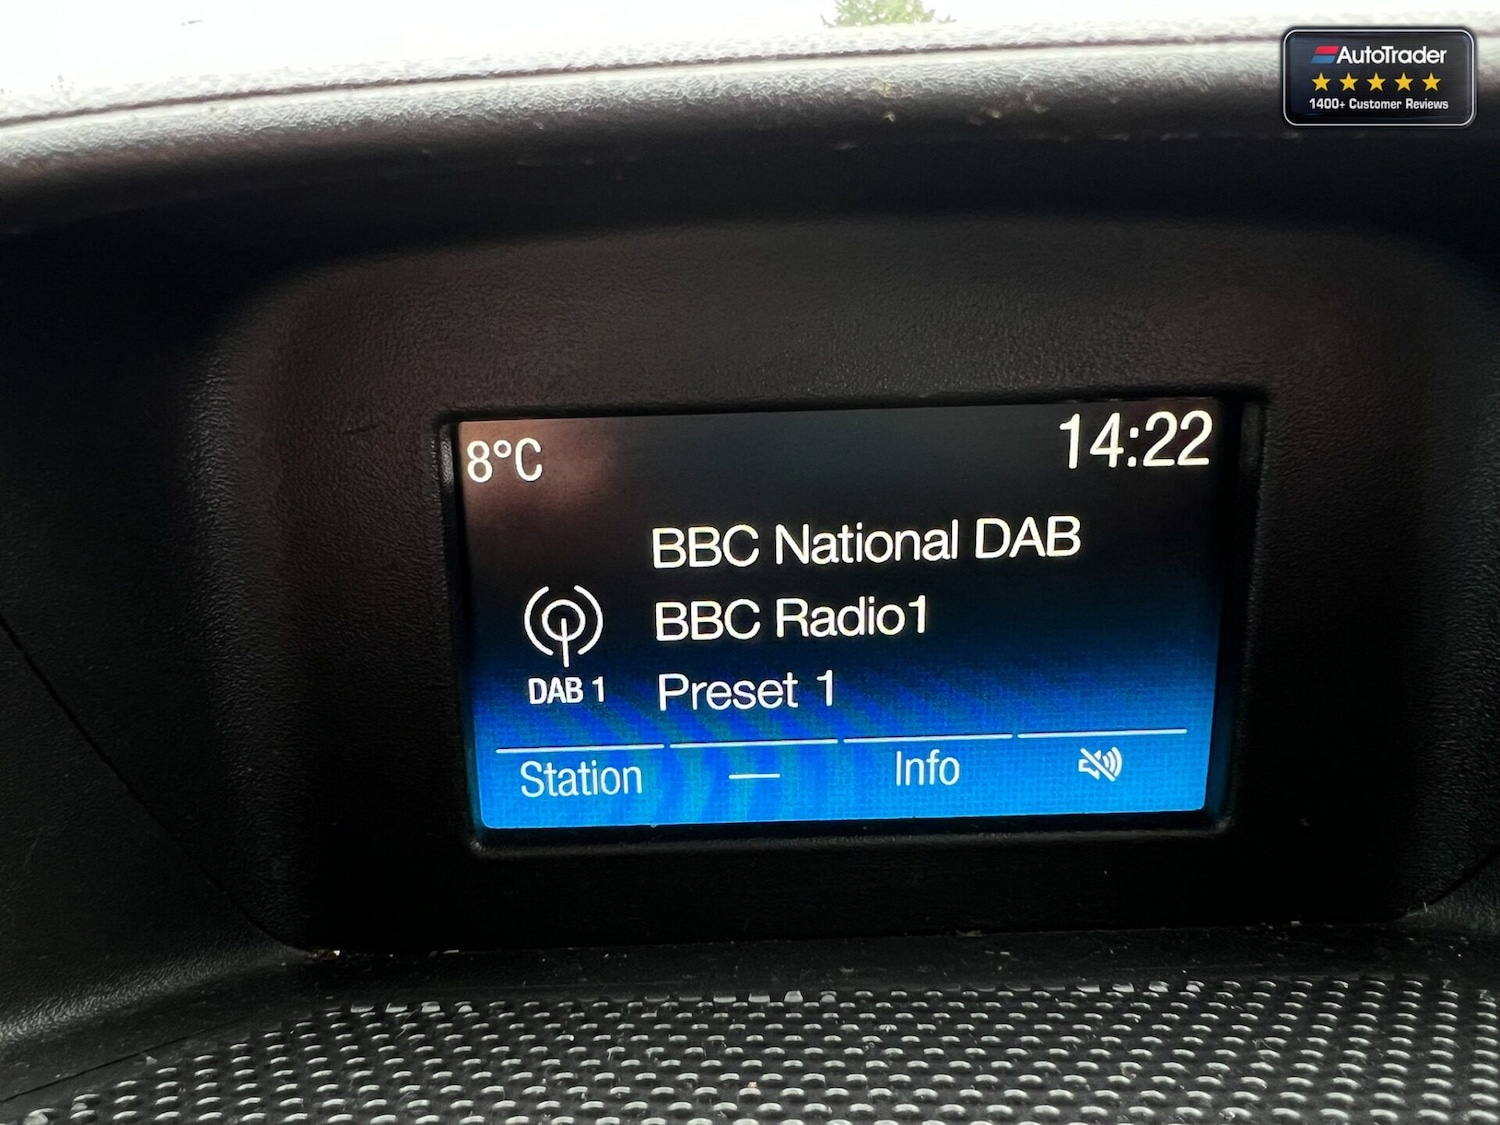 AutoTrader
1400+ Customer Reviews
8°C
14:22
BBC National DAB
BBC Radio1
Preset 1
DAB 1
Station
—
Info